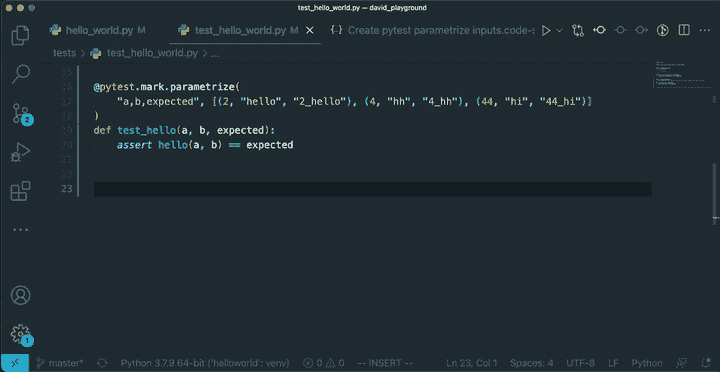 test_hello_world.py — david_playground
hello_world.py M
test_hello_world.py M
Create pytest parametrize inputs.code-s
tests > test_hello_world.py > ...
15
16 @pytest.mark.parametrize(
17 "a,b,expected", [(2, "hello", "2_hello"), (4, "hh", "4_hh"), (44, "hi", "44_hi")]
18 )
19 def test_hello(a, b, expected):
20 assert hello(a, b) == expected
21
22
23
2
1
master* Python 3.7.9 64-bit ('helloworld': venv) 0 0 -- INSERT -- Ln 23, Col 1 Spaces: 4 UTF-8 LF Python